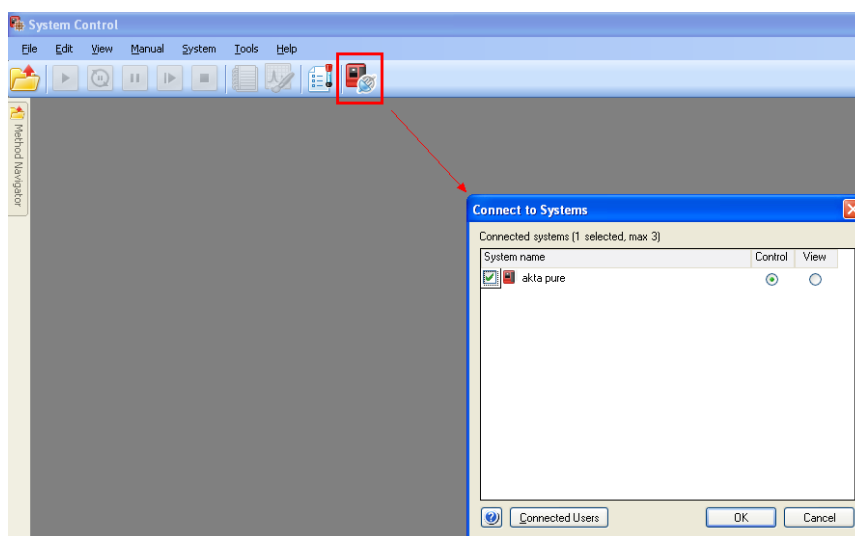 System Control
File Edit View Manual System Tools Help
Method Navigator
Connect to Systems
Connected systems (1 selected, max 3)
System name Control View
akta pure
Connected Users OK Cancel